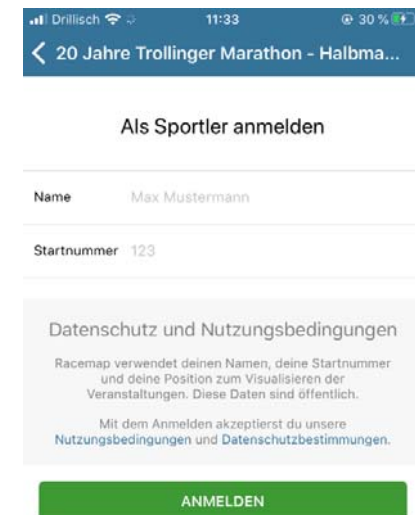 Drillisch 11:33 30 %
20 Jahre Trollinger Marathon - Halbma...
Als Sportler anmelden
Name Max Mustermann
Startnummer 123
Datenschutz und Nutzungsbedingungen
Racemap verwendet deinen Namen, deine Startnummer
und deine Position zum Visualisieren der
Veranstaltungen. Diese Daten sind öffentlich.
Mit dem Anmelden akzeptierst du unsere
Nutzungsbedingungen und Datenschutzbestimmungen.
ANMELDEN